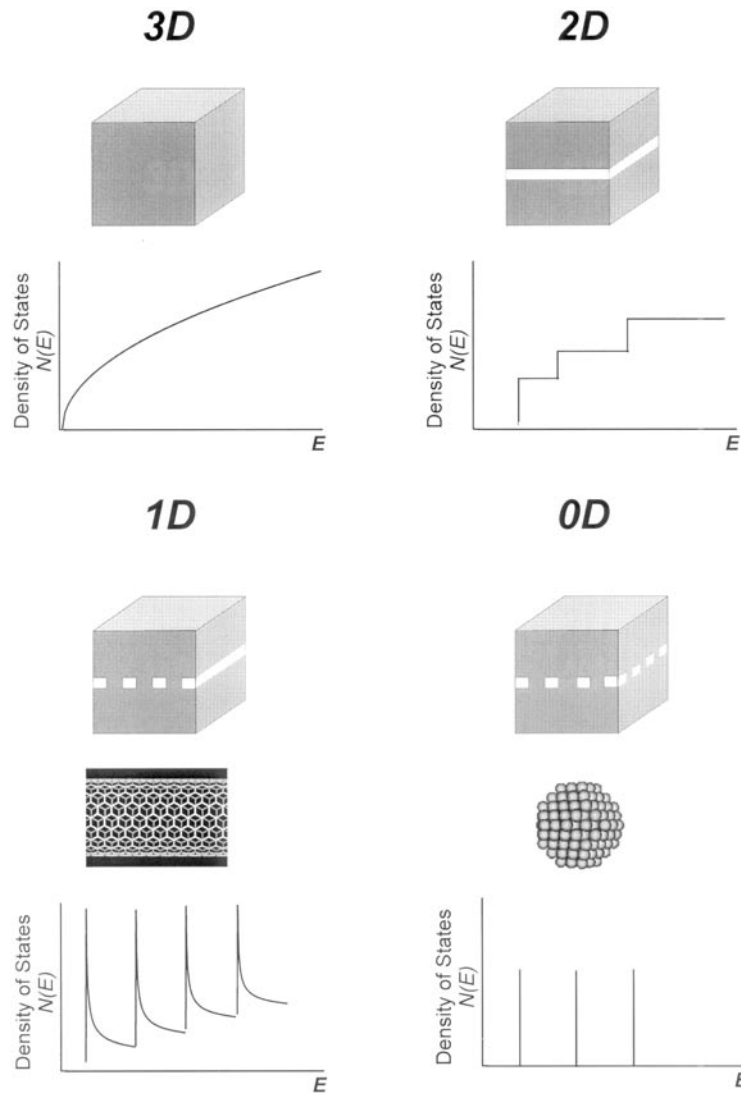 3D
2D
Density of States
N(E)
E
Density of States
N(E)
E
1D
0D
Density of States
N(E)
E
Density of States
N(E)
E